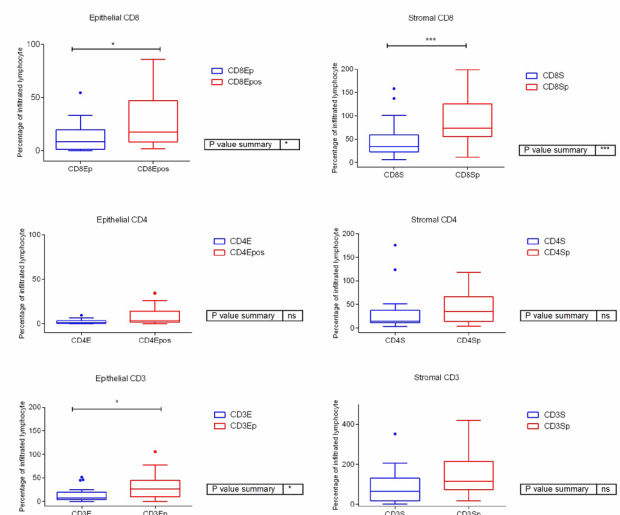 Epithelial CD8
*
Percentage of infiltrated lymphocyte
100
50
0
CD8Ep
CD8Epos
CD8Ep
CD8Epos
P value summary *
Stromal CD8
***
Percentage of infiltrated lymphocyte
200
150
100
50
0
CD8S
CD8Sp
CD8S
CD8Sp
P value summary ***
Epithelial CD4
Percentage of infiltrated lymphocyte
100
50
0
CD4E
CD4Epos
CD4E
CD4Epos
P value summary ns
Stromal CD4
Percentage of infiltrated lymphocyte
200
150
100
50
0
CD4S
CD4Sp
CD4S
CD4Sp
P value summary ns
Epithelial CD3
*
Percentage of infiltrated lymphocyte
200
150
100
50
0
CD3E
CD3Ep
CD3E
CD3Ep
P value summary *
Stromal CD3
Percentage of infiltrated lymphocyte
400
200
0
CD3S
CD3Sp
CD3S
CD3Sp
P value summary ns